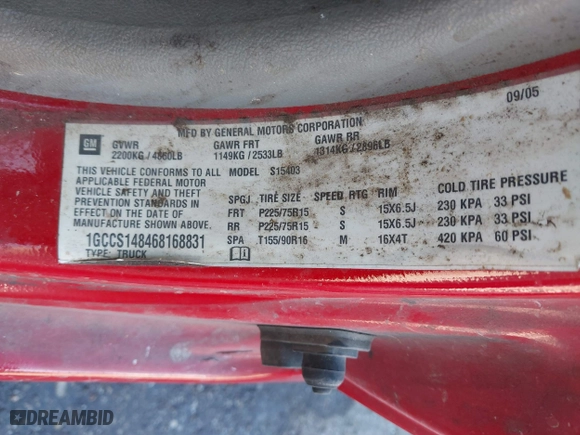 09/05
MFD BY GENERAL MOTORS CORPORATION
GM GVWR GAWR FRT GAWR RR
2200KG / 4850LB 1149KG / 2533LB 1314KG / 2896LB
THIS VEHICLE CONFORMS TO ALL MODEL S15403
APPLICABLE FEDERAL MOTOR
VEHICLE SAFETY AND THEFT
PREVENTION STANDARDS IN
EFFECT ON THE DATE OF
MANUFACTURE SHOWN ABOVE.
1GCCS148468168831
TYPE: TRUCK
SPGJ TIRE SIZE SPEED RTG RIM COLD TIRE PRESSURE
FRT P225/75R15 S 15X6.5J 230 KPA 33 PSI
RR P225/75R15 S 15X6.5J 230 KPA 33 PSI
SPA T155/90R16 M 16X4T 420 KPA 60 PSI
DREAMBID